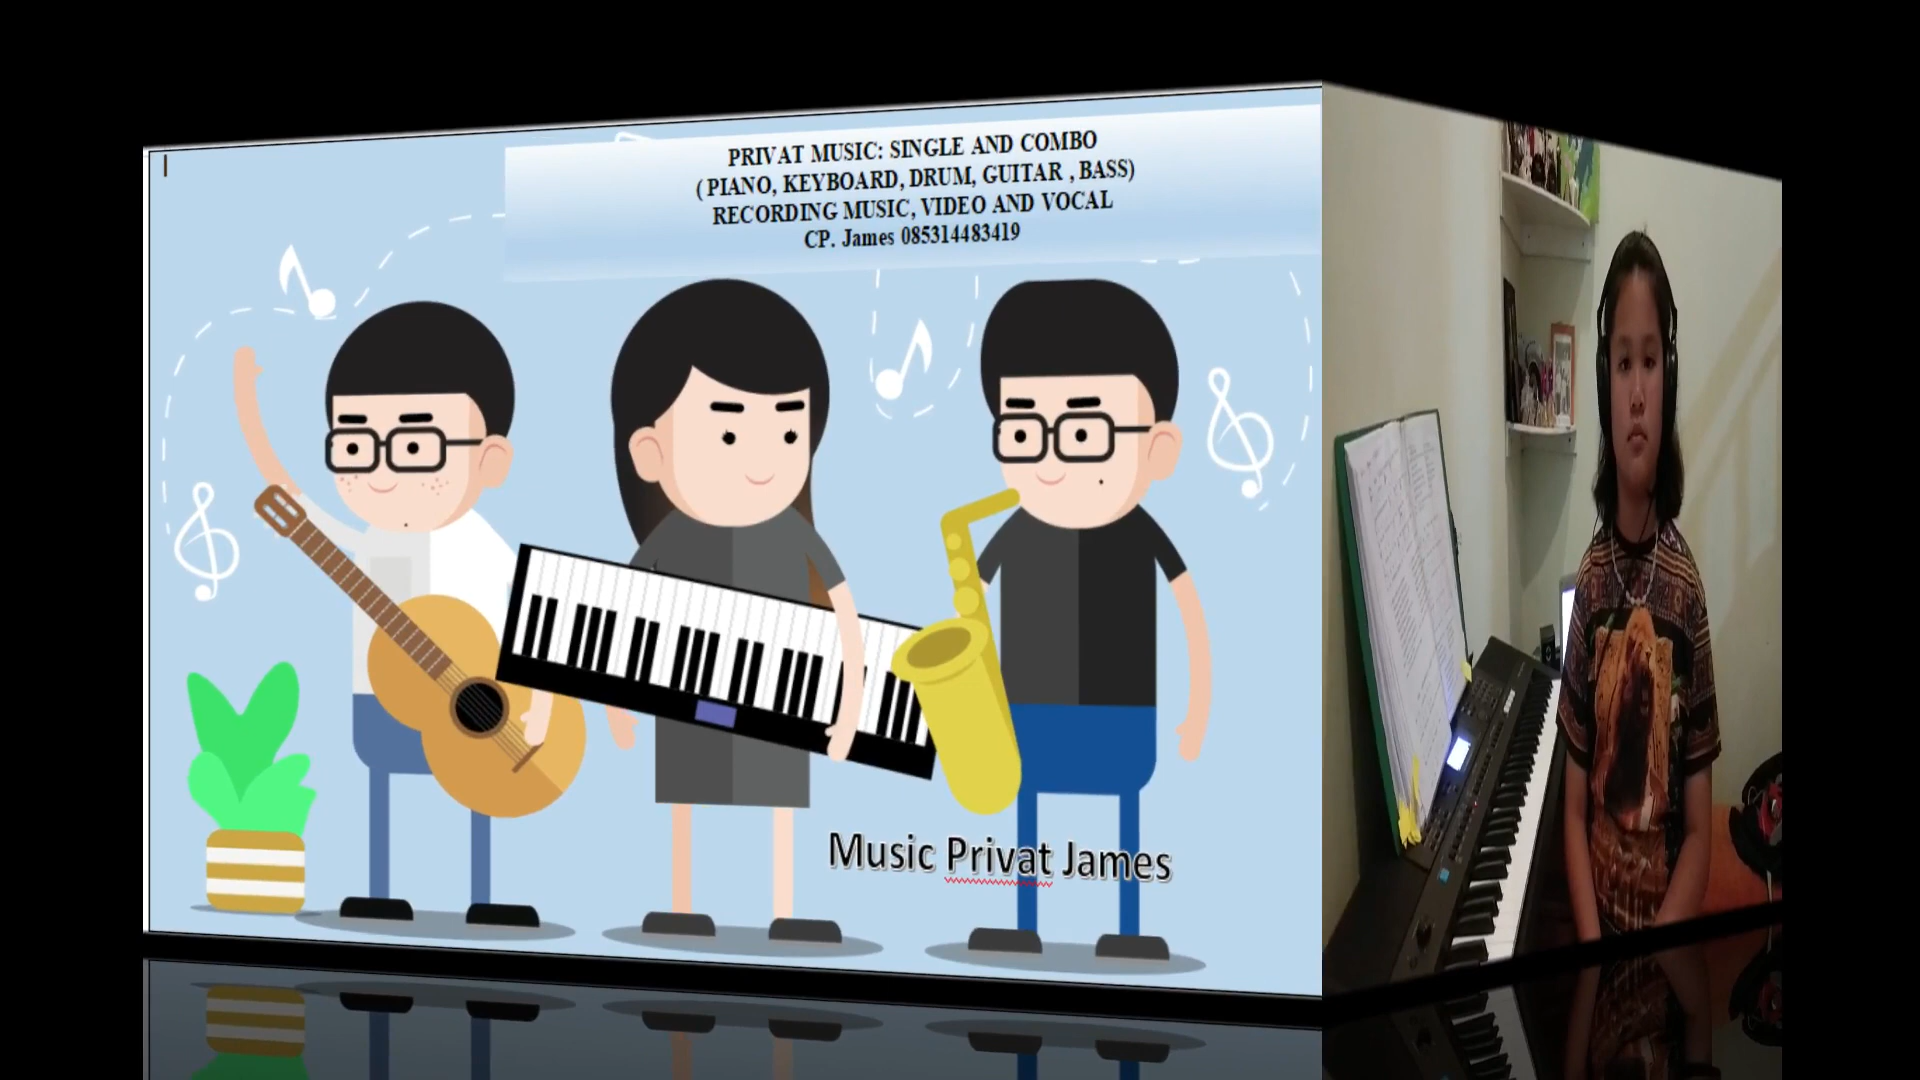 PRIVAT MUSIC: SINGLE AND COMBO
( PIANO, KEYBOARD, DRUM, GUITAR , BASS)
RECORDING MUSIC, VIDEO AND VOCAL
CP. James 085314483419
Music Privat James